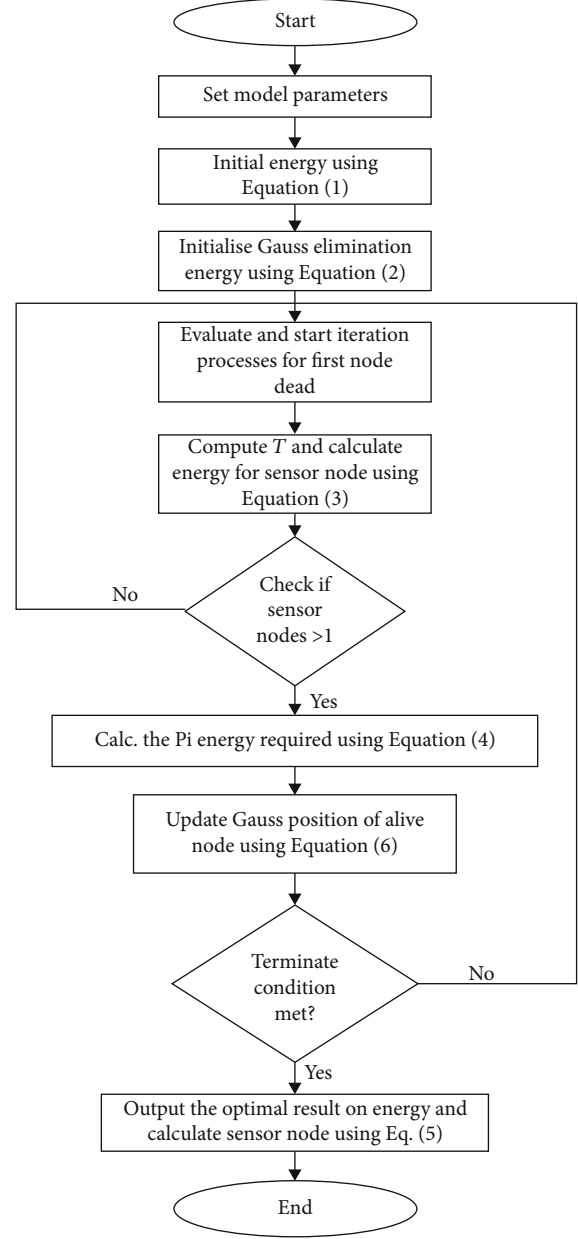 Start
Set model parameters
Initial energy using
Equation (1)
Initialise Gauss elimination
energy using Equation (2)
Evaluate and start iteration
processes for first node
dead
Compute T and calculate
energy for sensor node using
Equation (3)
Check if
sensor
nodes >1
No
Yes
Calc. the Pi energy required using Equation (4)
Update Gauss position of alive
node using Equation (6)
Terminate
condition
met?
No
Yes
Output the optimal result on energy and
calculate sensor node using Eq. (5)
End